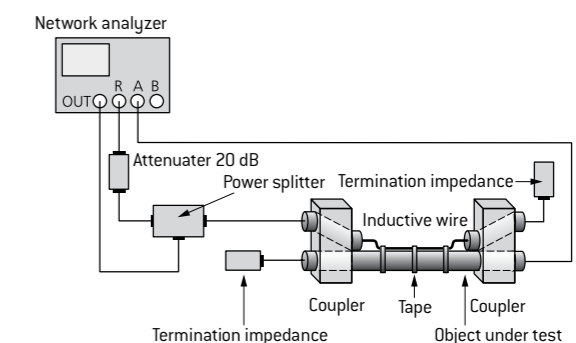 Network analyzer
R A B
OUT
Attenuater 20 dB
Power splitter
Termination impedance
Inductive wire
Coupler
Tape
Coupler
Termination impedance
Object under test